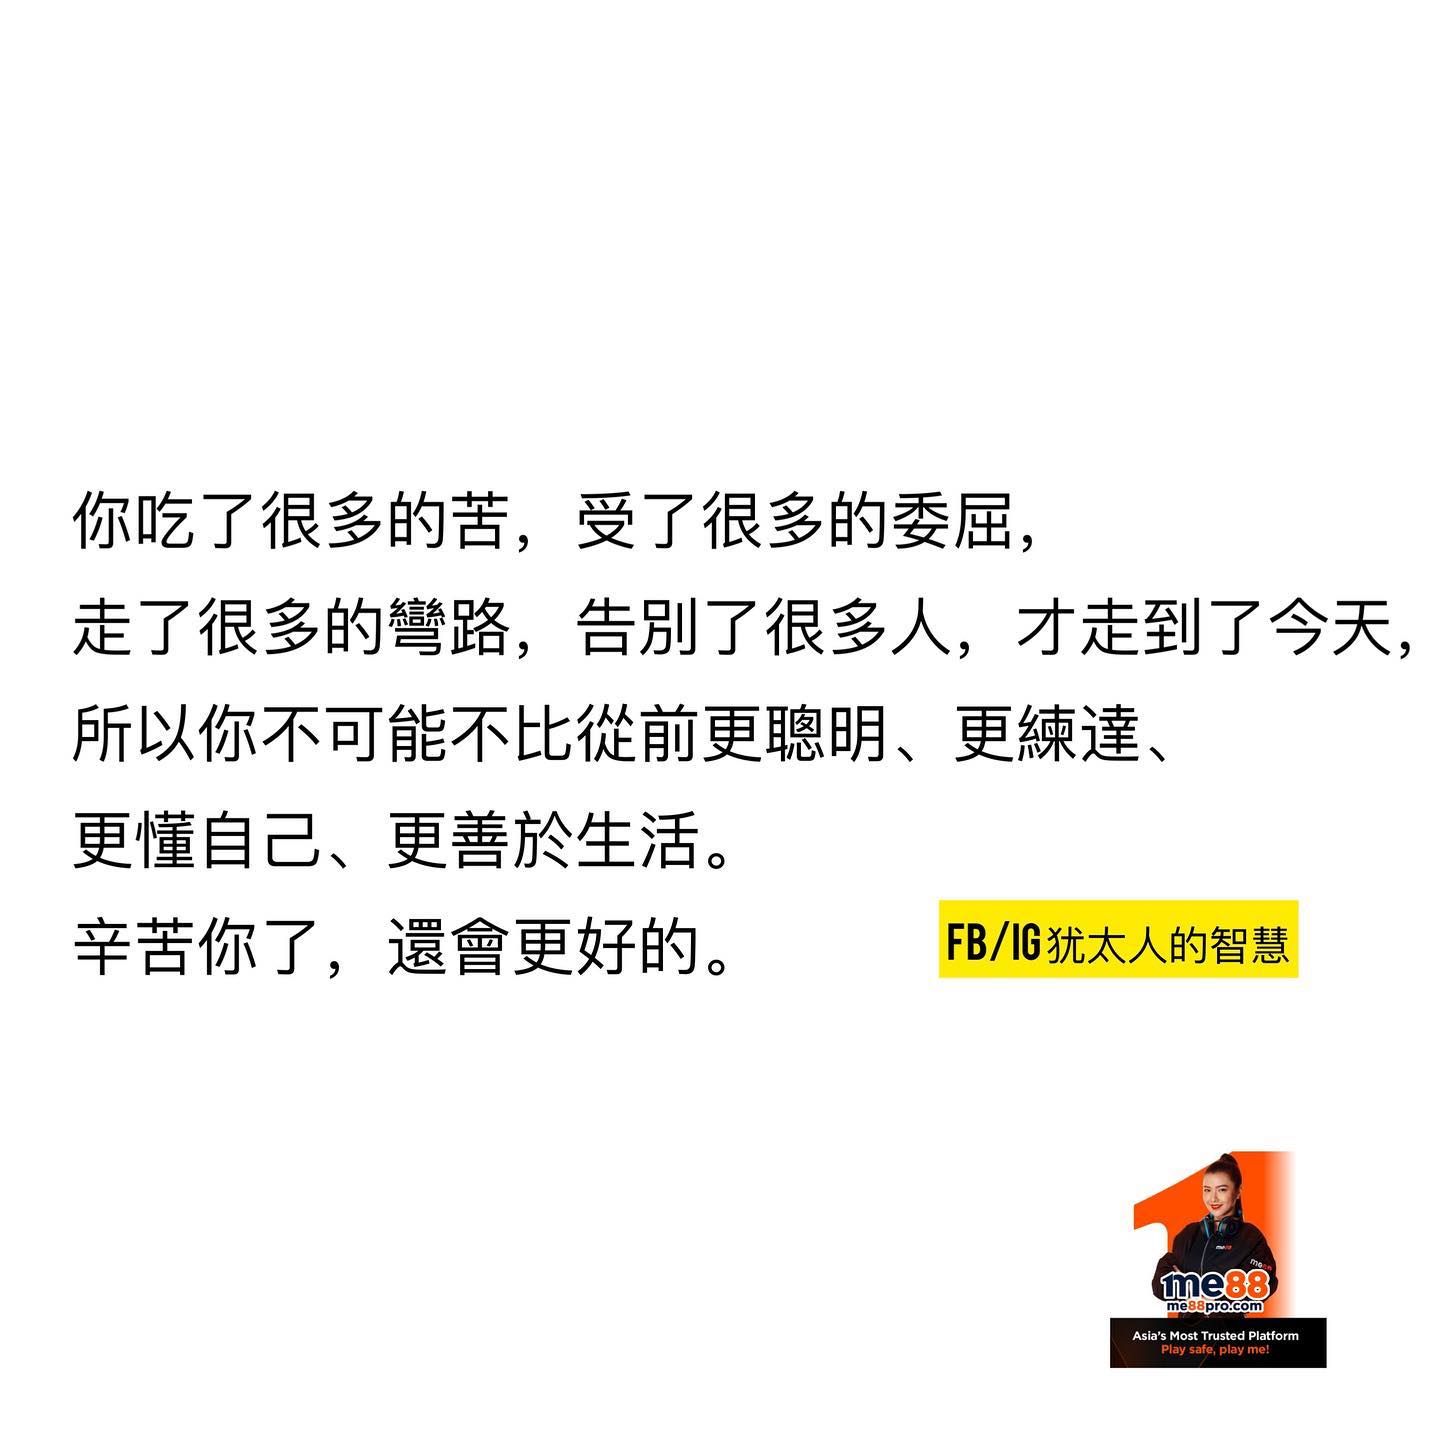 你吃了很多的苦，受了很多的委屈，
走了很多的彎路，告別了很多人，才走到了今天，
所以你不可能不比從前更聰明、更練達、
更懂自己、更善於生活。
辛苦你了，還會更好的。
FB/IG犹太人的智慧
me88
me88
me88
me88pro.com
Asia's Most Trusted Platform
Play safe, play me!